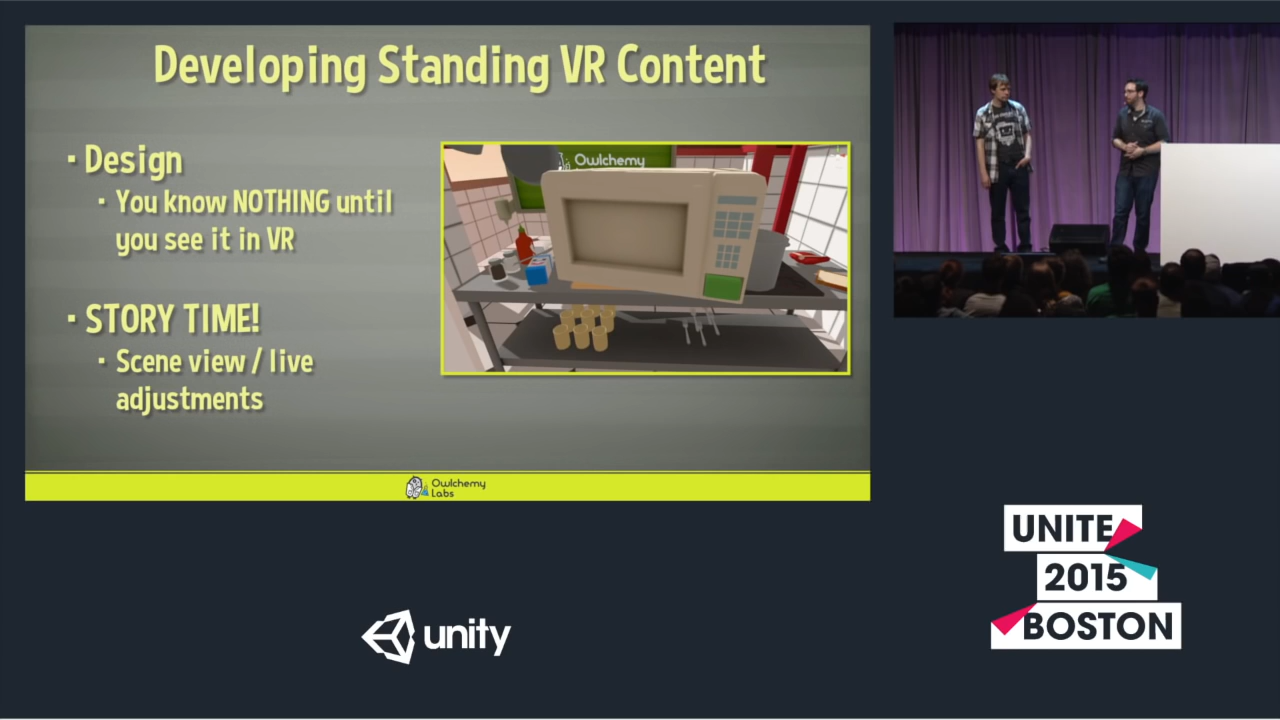 Developing Standing VR Content
▪ Design
▪ You know NOTHING until
you see it in VR
▪ STORY TIME!
▪ Scene view / live
adjustments
Owlchemy
Owlchemy
Labs
unity
UNITE
2015
BOSTON